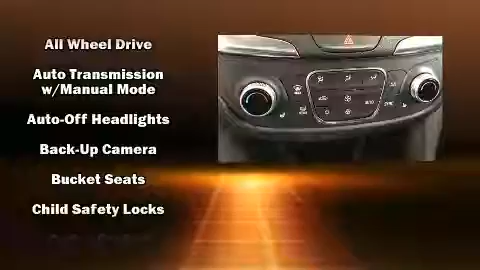 All Wheel Drive
Auto Transmission
w/Manual Mode
Auto-Off Headlights
Back-Up Camera
Bucket Seats
Child Safety Locks